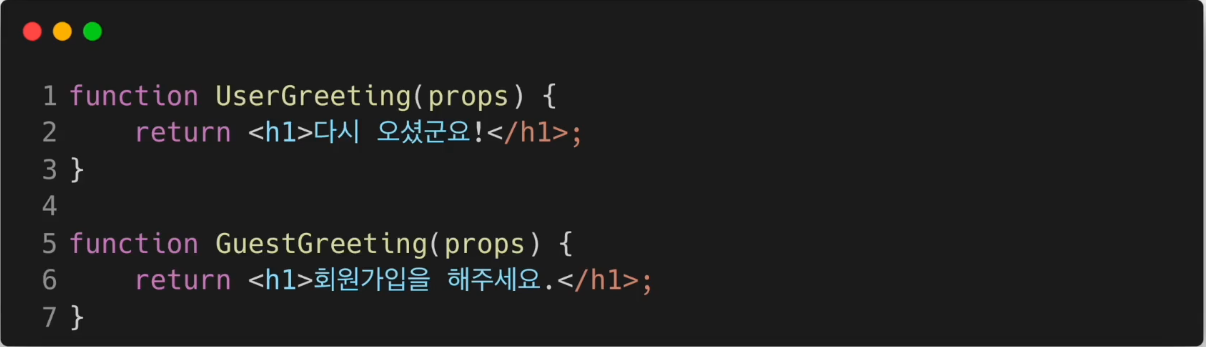 1 function UserGreeting(props) {
2     return <h1>다시 오셨군요!</h1>;
3 }
4
5 function GuestGreeting(props) {
6     return <h1>회원가입을 해주세요.</h1>;
7 }